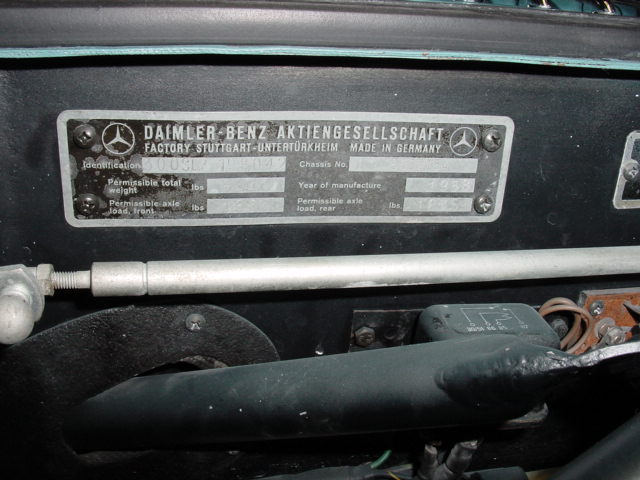 DAIMLER-BENZ AKTIENGESELLSCHAFT
FACTORY STUTTGART-UNTERTÜRKHEIM MADE IN GERMANY
Identification Chassis No.
Permissible total weight lbs Year of manufacture
Permissible axle load, front lbs Permissible axle load, rear lbs.